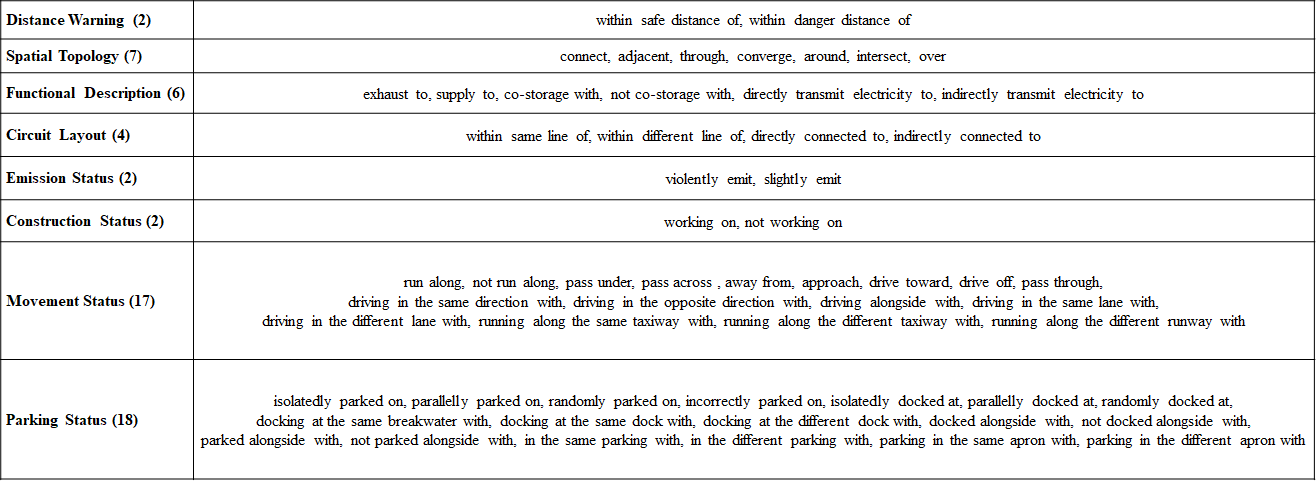 Distance Warning (2)
within safe distance of, within danger distance of
Spatial Topology (7)
connect, adjacent, through, converge, around, intersect, over
Functional Description (6)
exhaust to, supply to, co-storage with, not co-storage with, directly transmit electricity to, indirectly transmit electricity to
Circuit Layout (4)
within same line of, within different line of, directly connected to, indirectly connected to
Emission Status (2)
violently emit, slightly emit
Construction Status (2)
working on, not working on
Movement Status (17)
run along, not run along, pass under, pass across , away from, approach, drive toward, drive off, pass through,
driving in the same direction with, driving in the opposite direction with, driving alongside with, driving in the same lane with,
driving in the different lane with, running along the same taxiway with, running along the different taxiway with, running along the different runway with
Parking Status (18)
isolatedly parked on, parallelly parked on, randomly parked on, incorrectly parked on, isolatedly docked at, parallelly docked at, randomly docked at,
docking at the same breakwater with, docking at the same dock with, docking at the different dock with, docked alongside with, not docked alongside with,
parked alongside with, not parked alongside with, in the same parking with, in the different parking with, parking in the same apron with, parking in the different apron with